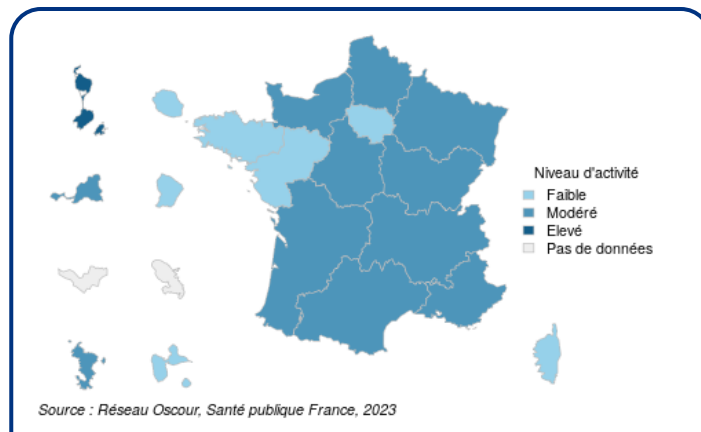 Niveau d'activité
Faible
Modéré
Elevé
Pas de données
Source : Réseau Oscour, Santé publique France, 2023